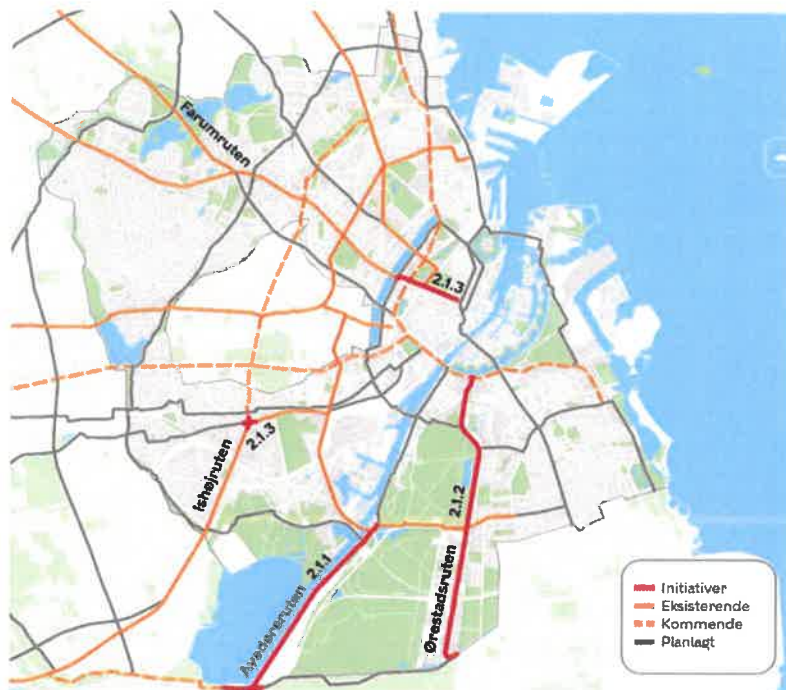 Farumruten
2.1.3
Ishøjruten
2.1.3
2.1.2
2.1.1
Avedøreruten
Ørestadsruten
Initiativer
Eksisterende
Kommende
Planlagt